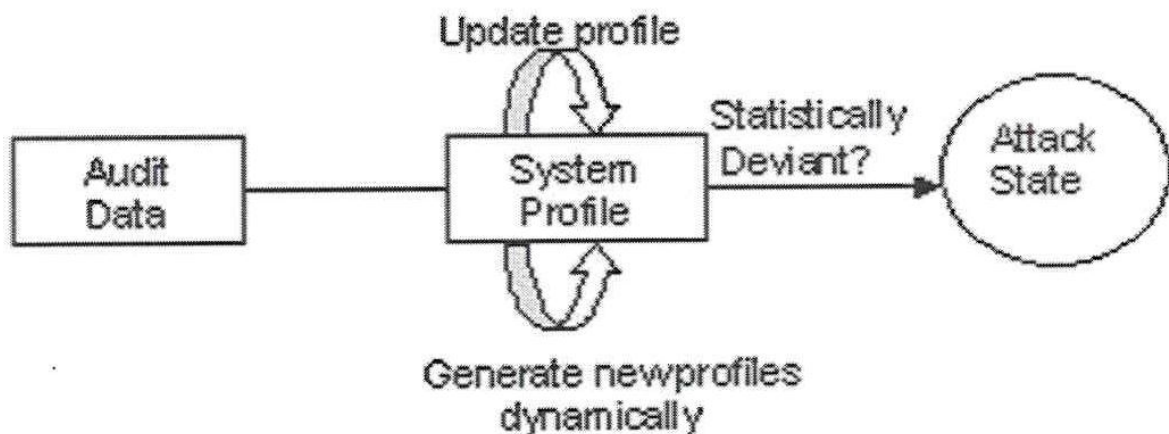 Update profile
Audit
Data
System
Profile
Statistically
Deviant?
Attack
State
Generate newprofiles
dynamically